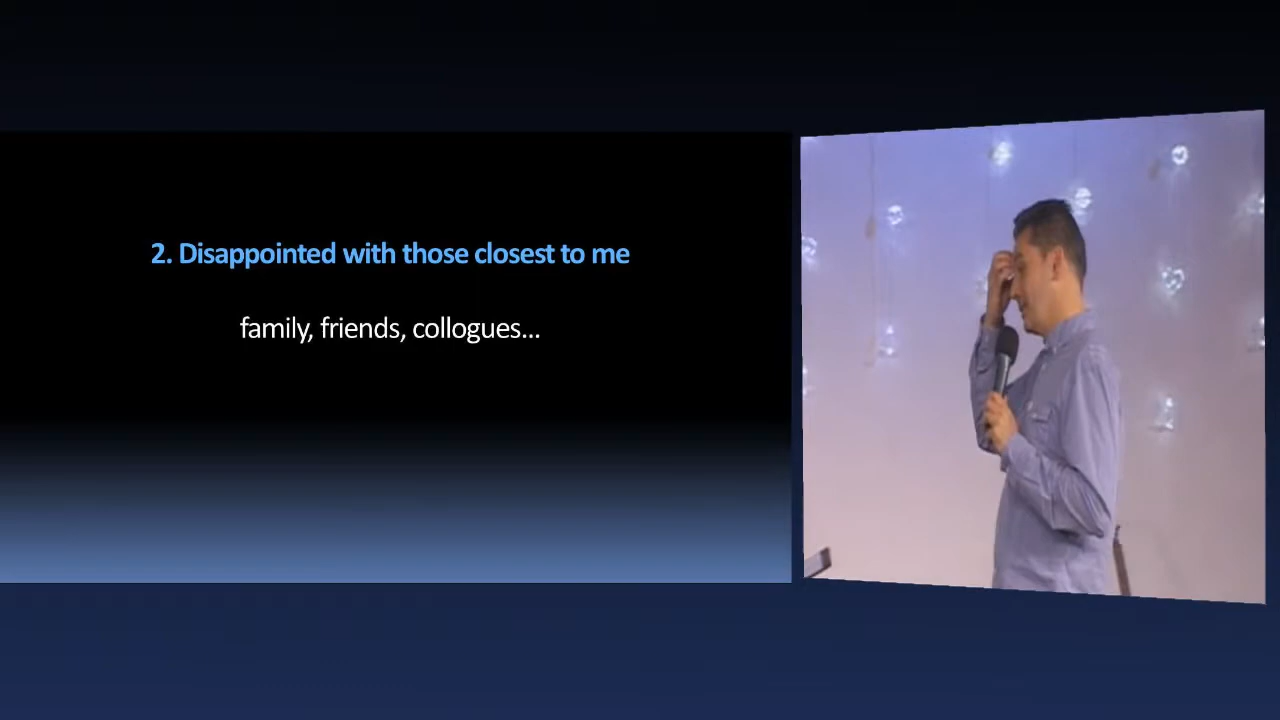 2. Disappointed with those closest to me
family, friends, collogues...